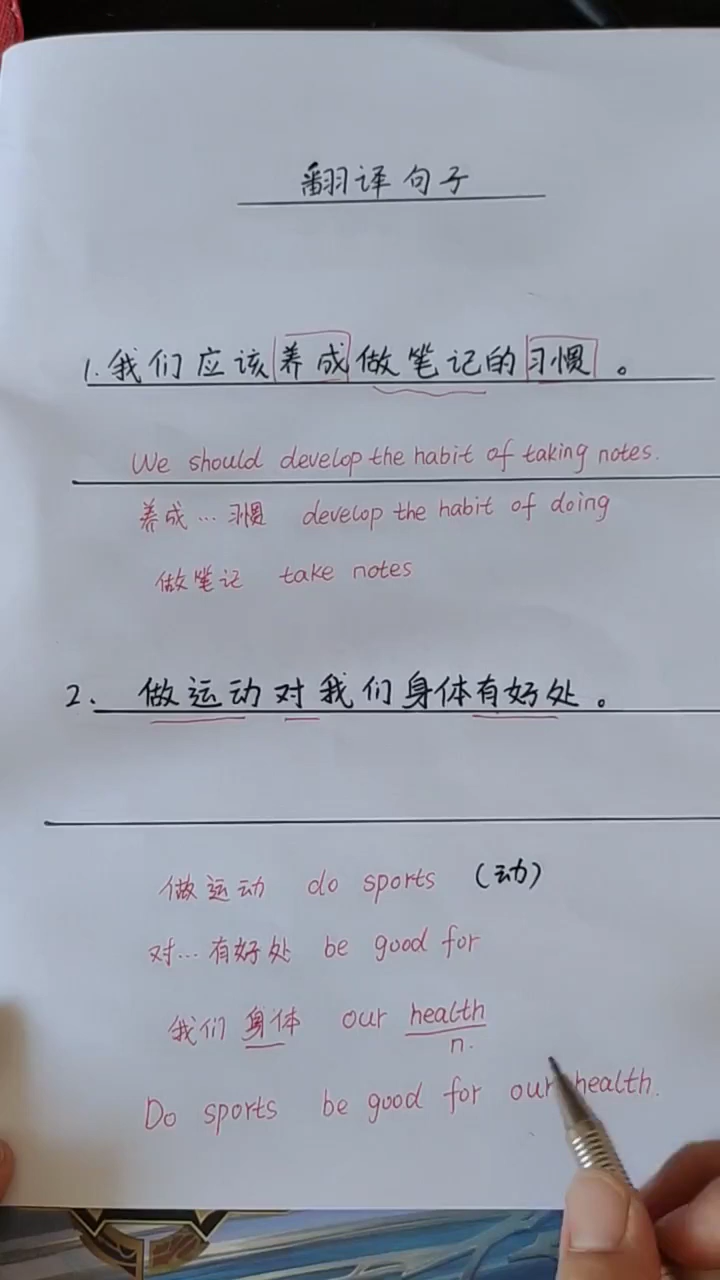 翻译句子
1.我们应该养成做笔记的习惯。
We should develop the habit of taking notes.
养成…习惯 develop the habit of doing
做笔记 take notes
2. 做运动对我们身体有好处。
做运动 do sports (动)
对…有好处 be good for
我们身体 our health
n.
Do sports be good for our health.